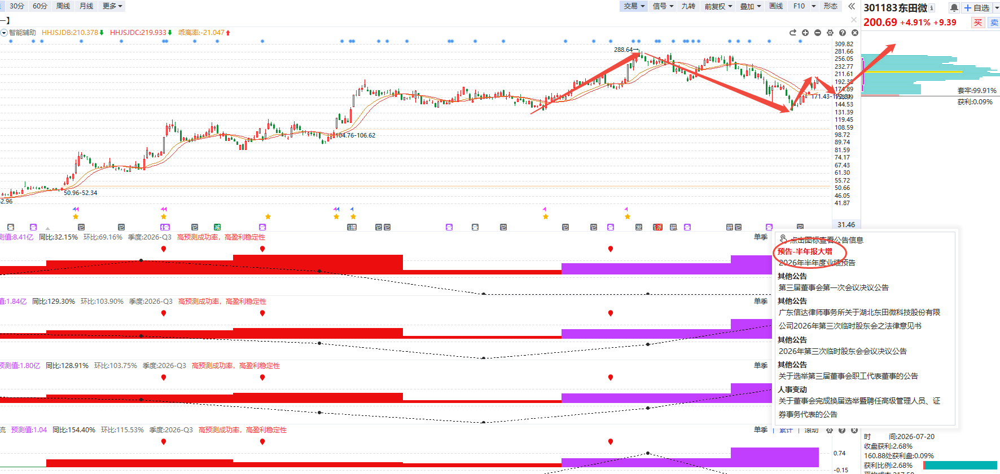 30分 60分 周线 月线 更多 交易 信号 九转 前复权 叠加 画线 F10 形态
301183东田微 自选
一】
200.69 +4.91% +9.39 买 卖
智能辅助 HHJSJDB:210.378 HHJSJDC:219.933 乖离率:-21.047
309.82
288.64
281.66
256.05
232.77
211.61
192.38
174.89
套牢:99.91%
171.43-172.84
获利:0.09%
144.53
131.39
119.45
108.59
104.76-106.62
98.72
89.74
81.59
74.17
67.43
61.30
55.72
50.66
50.96-52.34
46.05
2.96
41.87
31.46
测值:8.41亿 同比:32.15% 环比:69.16% 季度:2026-Q3 高预测成功率，高盈利稳定性 单季
点击图标查看公告信息
预告-半年报大增
2026年半年度业绩预告
其他公告
第三届董事会第一次会议决议公告
值:1.84亿 同比:129.30% 环比:103.90% 季度:2026-Q3 高预测成功率，高盈利稳定性 单季
其他公告
广东信达律师事务所关于湖北东田微科技股份有限
公司2026年第三次临时股东会之法律意见书
其他公告
2026年第三次临时股东会会议决议公告
预测值:1.80亿 同比:128.91% 环比:103.75% 季度:2026-Q3 高预测成功率，高盈利稳定性 单季
其他公告
关于选举第三届董事会职工代表董事的公告
人事变动
关于董事会完成换届选举暨聘任高级管理人员、证
券事务代表的公告
流 预测值:1.04 同比:154.40% 环比:115.53% 季度:2026-Q3 高预测成功率，高盈利稳定性 单季 累计 滚动
时 间:2026-07-20
收盘获利:2.68%
0.74
160.88处获利盘:0.09%
获利比例:2.68%
-0.15